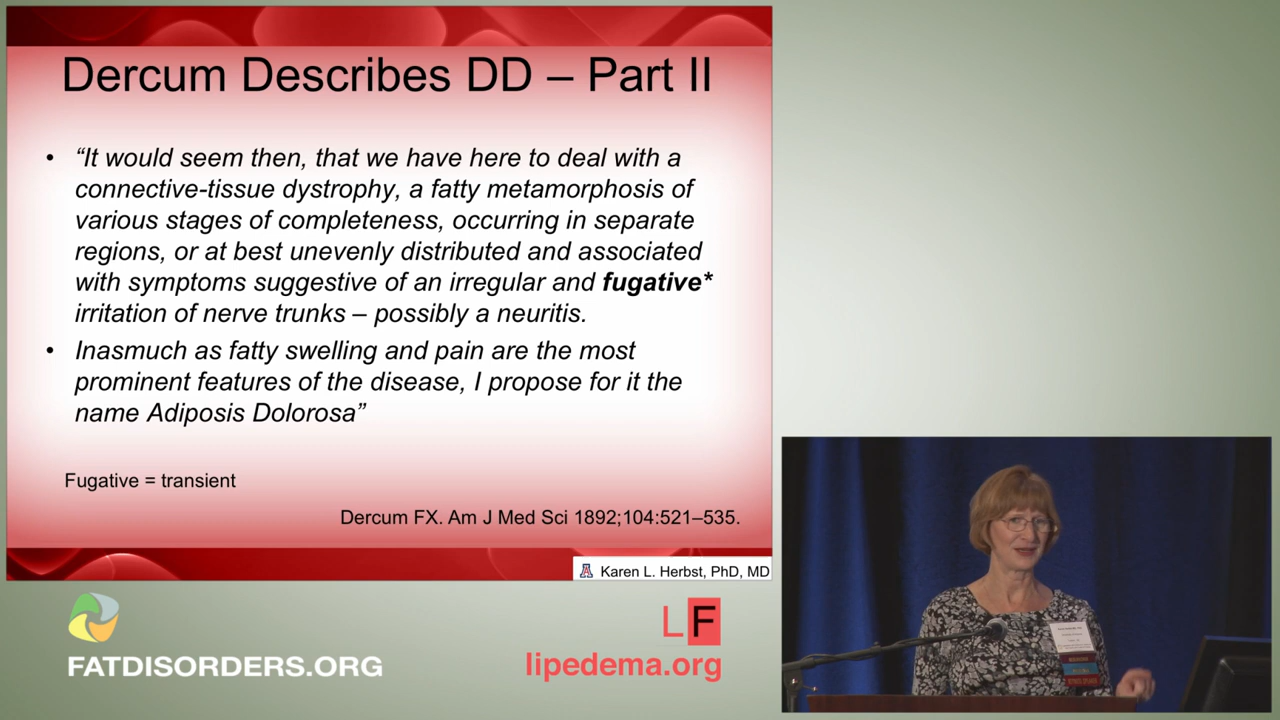 Dercum Describes DD – Part II
• “It would seem then, that we have here to deal with a
connective-tissue dystrophy, a fatty metamorphosis of
various stages of completeness, occurring in separate
regions, or at best unevenly distributed and associated
with symptoms suggestive of an irregular and fugative*
irritation of nerve trunks – possibly a neuritis.
• Inasmuch as fatty swelling and pain are the most
prominent features of the disease, I propose for it the
name Adiposis Dolorosa”
Fugative = transient
Dercum FX. Am J Med Sci 1892;104:521–535.
A Karen L. Herbst, PhD, MD
FATDISORDERS.ORG
LF
lipedema.org